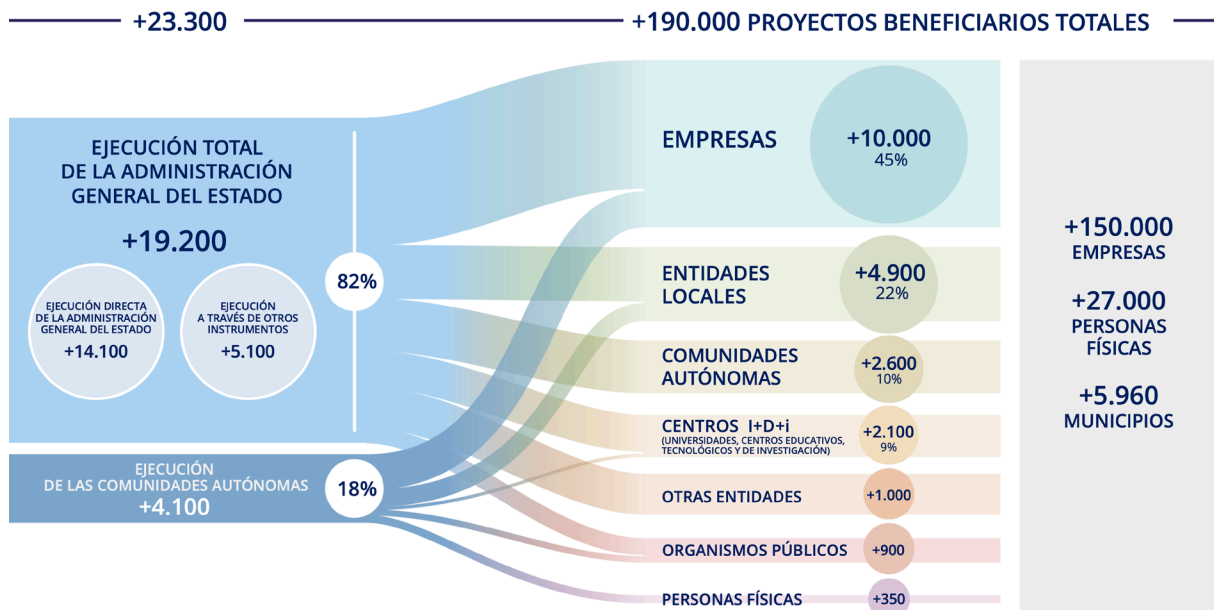 +23.300
+190.000 PROYECTOS BENEFICIARIOS TOTALES
EJECUCIÓN TOTAL
DE LA ADMINISTRACIÓN
GENERAL DEL ESTADO
+19.200
EJECUCIÓN DIRECTA
DE LA ADMINISTRACIÓN
GENERAL DEL ESTADO
+14.100
EJECUCIÓN
A TRAVÉS DE OTROS
INSTRUMENTOS
+5.100
82%
EJECUCIÓN
DE LAS COMUNIDADES AUTÓNOMAS
+4.100
18%
EMPRESAS
+10.000
45%
ENTIDADES
LOCALES
+4.900
22%
COMUNIDADES
AUTÓNOMAS
+2.600
10%
CENTROS I+D+i
(UNIVERSIDADES, CENTROS EDUCATIVOS,
TECNOLÓGICOS Y DE INVESTIGACIÓN)
+2.100
9%
OTRAS ENTIDADES
+1.000
ORGANISMOS PÚBLICOS
+900
PERSONAS FÍSICAS
+350
+150.000
EMPRESAS
+27.000
PERSONAS
FÍSICAS
+5.960
MUNICIPIOS